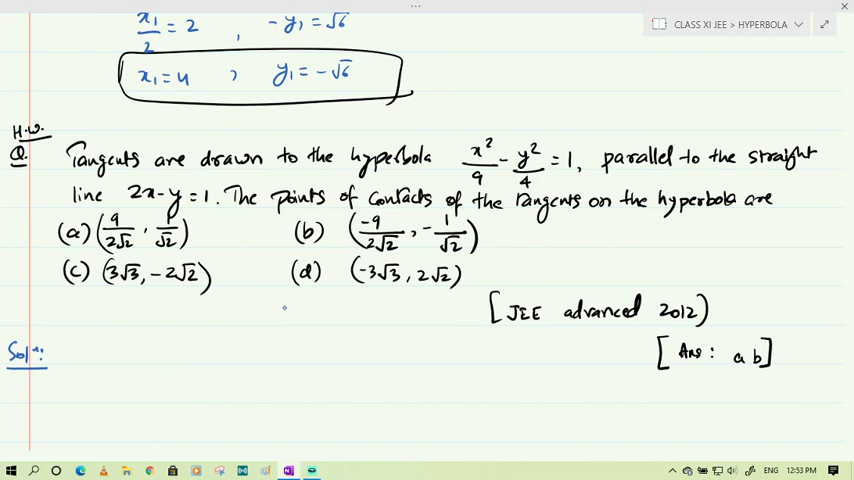 CLASS XI JEE > HYPERBOLA
x₁/2 = 2 , -y₁ = √6
x₁ = 4 , y₁ = -√6
H.W.
Q. Tangents are drawn to the hyperbola x²/9 - y²/4 = 1, parallel to the straight
line 2x-y=1. The points of contacts of the tangents on the hyperbola are
(a) (9/2√2, 1/√2) (b) (-9/2√2, -1/√2)
(c) (3√3, -2√2) (d) (-3√3, 2√2)
[JEE advanced 2012)
[Ans: a b]
Solⁿ:
ENG 12:53 PM